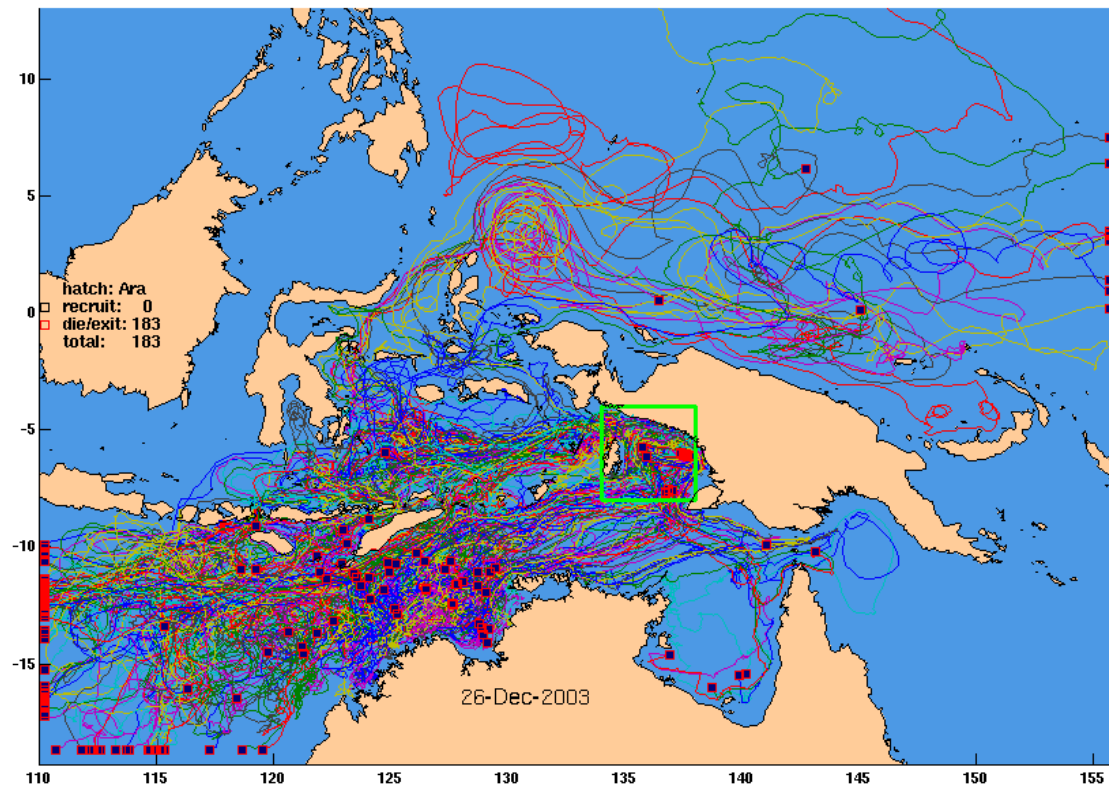 10
5
0
hatch: Ara
recruit: 0
die/exit: 183
total: 183
-5
-10
-15
26-Dec-2003
110 115 120 125 130 135 140 145 150 155